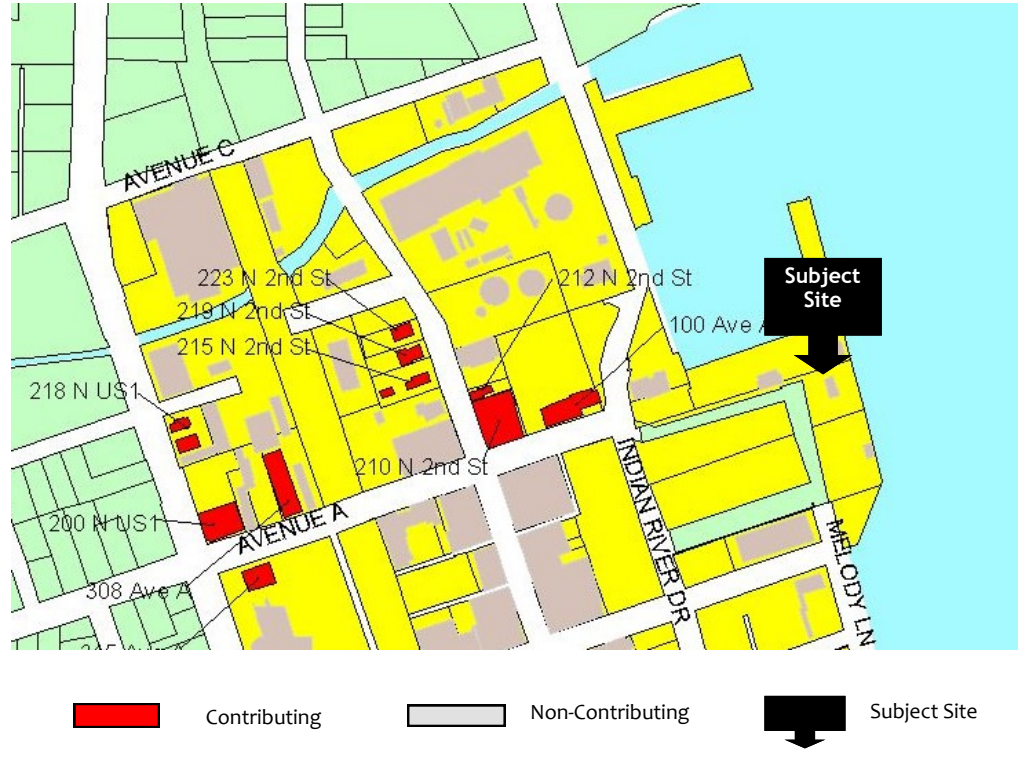 AVENUE C
223 N 2nd St
212 N 2nd St
Subject
Site
219 N 2nd St
100 Ave A
215 N 2nd St
218 N US1
210 N 2nd St
INDIAN RIVER DR
200 N US1
AVENUE A
MELODY LN
308 Ave A
Contributing
Non-Contributing
Subject Site